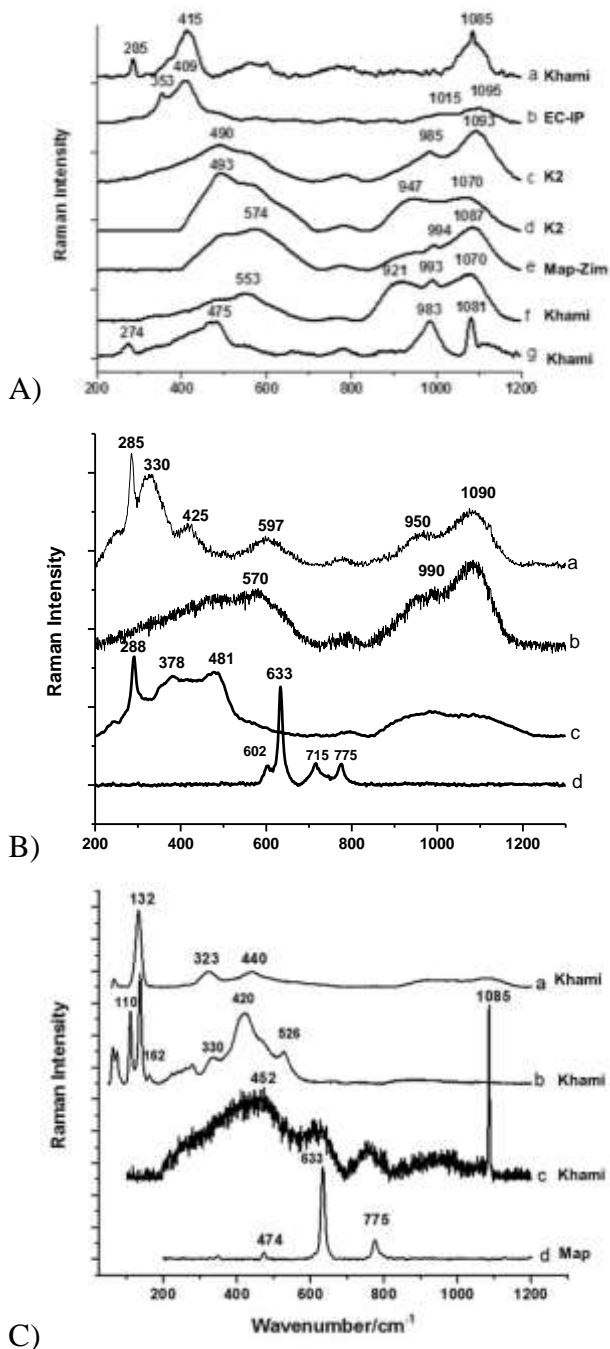 415
1085
285
a Khami
409
353
1015
1095
b EC-IP
490
985
1093
c K2
493
947
1070
d K2
574
994
1087
e Map-Zim
553
921
993
1070
f Khami
274
475
983
1081
g Khami
Raman Intensity
200 400 600 800 1000 1200
A)
285
330
425
597
950
1090
a
570
990
b
288
378
481
c
633
602
715
775
d
Raman Intensity
200 400 600 800 1000 1200
B)
132
323
440
a Khami
1085
110
162
330
420
526
b Khami
452
c Khami
633
474
775
d Map
Raman Intensity
200 400 600 800 1000 1200
Wavenumber/cm-1
C)